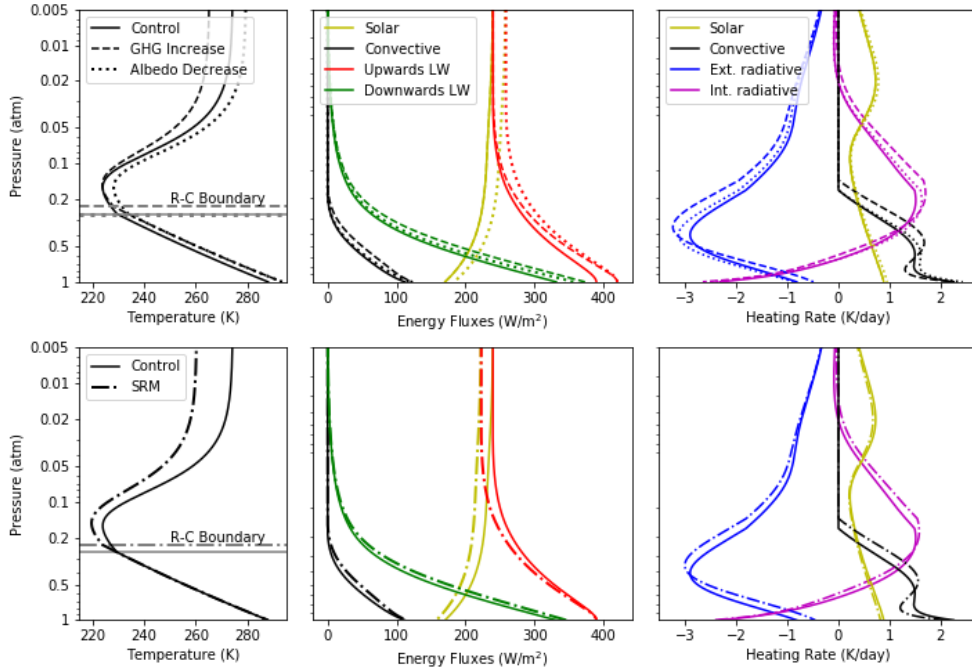 Control
GHG Increase
Albedo Decrease
R-C Boundary
0.005
0.01
0.02
0.05
0.1
0.2
0.5
1
Pressure (atm)
220 240 260 280
Temperature (K)
Solar
Convective
Upwards LW
Downwards LW
0 100 200 300 400
Energy Fluxes (W/m²)
Solar
Convective
Ext. radiative
Int. radiative
−3 −2 −1 0 1 2
Heating Rate (K/day)
Control
SRM
R-C Boundary
0.005
0.01
0.02
0.05
0.1
0.2
0.5
1
Pressure (atm)
220 240 260 280
Temperature (K)
0 100 200 300 400
Energy Fluxes (W/m²)
−3 −2 −1 0 1 2
Heating Rate (K/day)